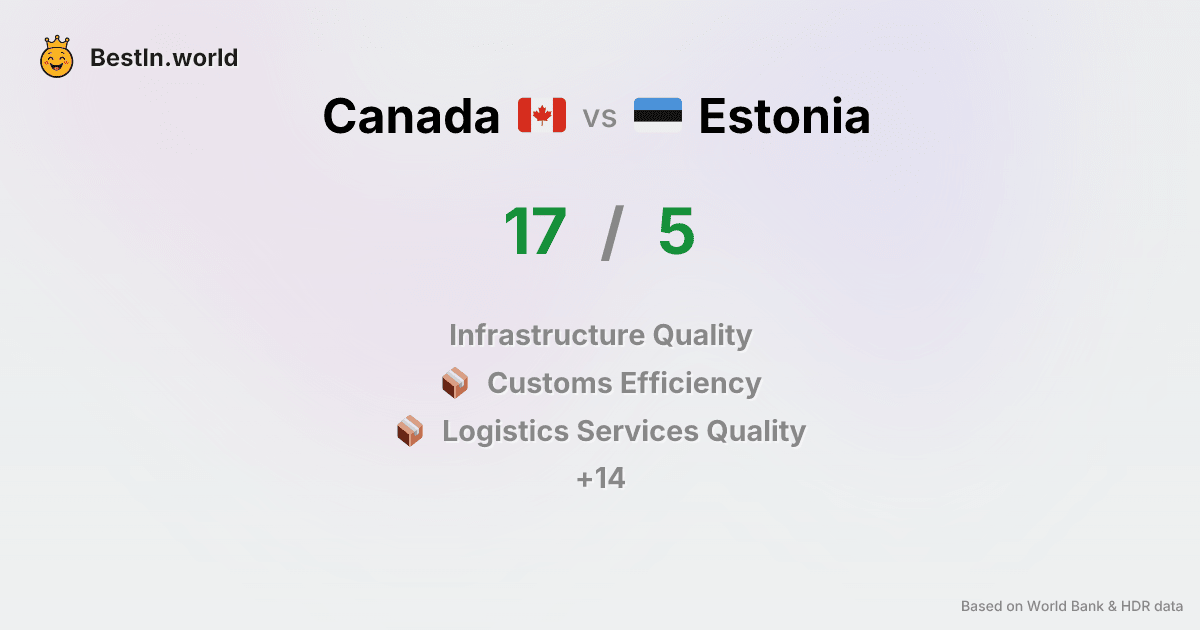 BestIn.world
Canada vs Estonia
17 / 5
Infrastructure Quality
Customs Efficiency
Logistics Services Quality
+14
Based on World Bank & HDR data